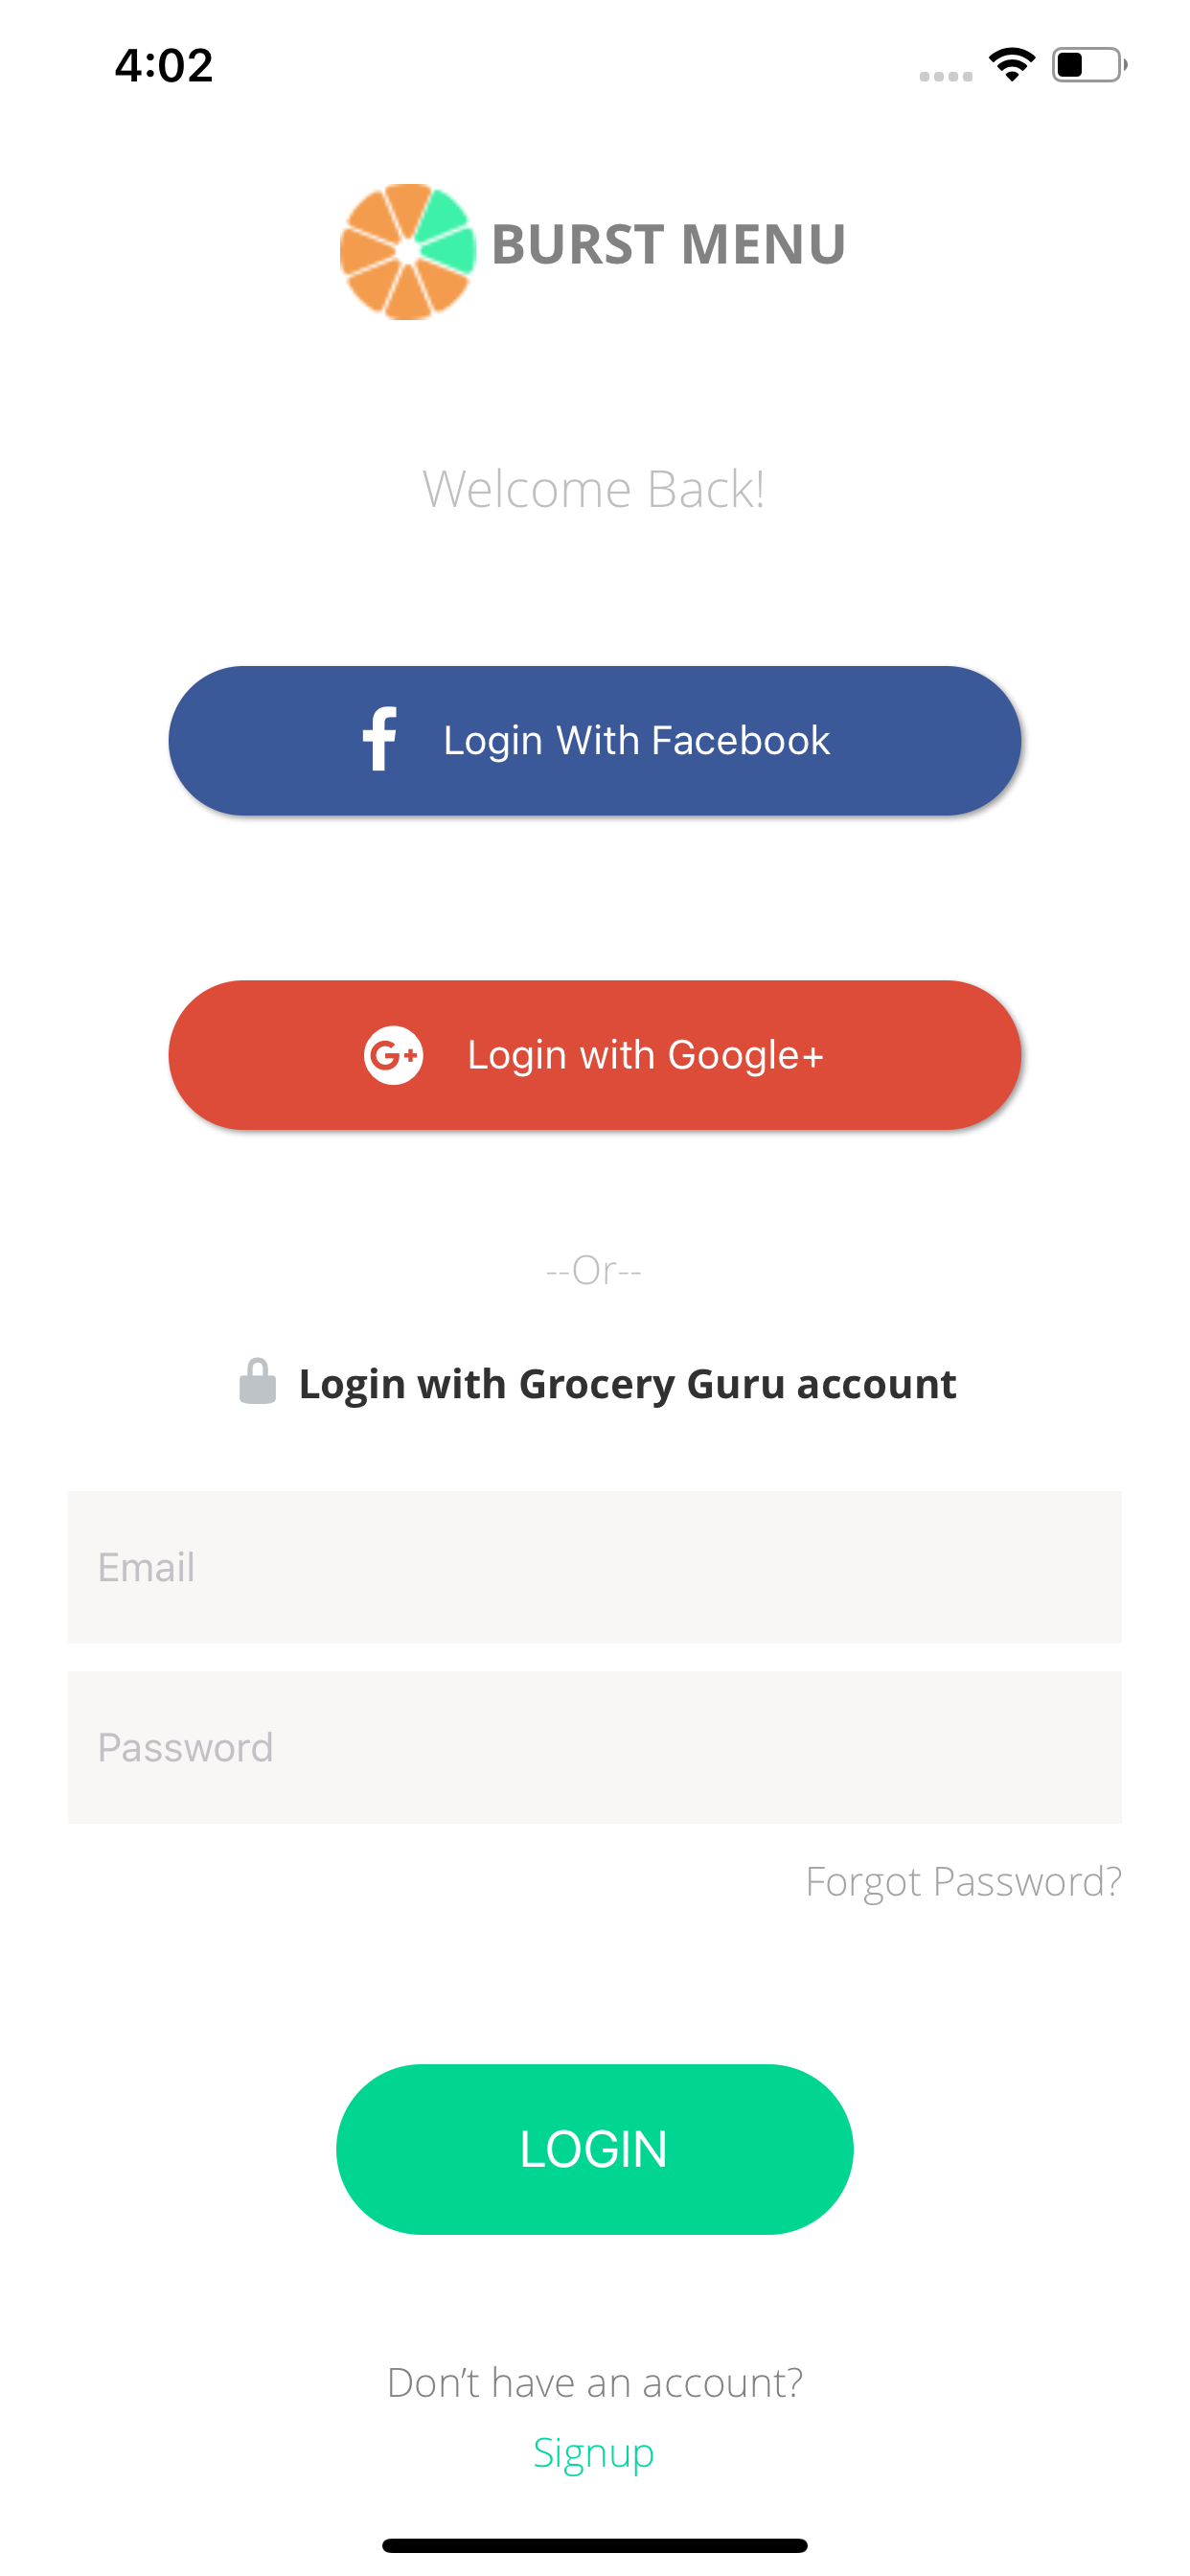 4:02
BURST MENU
Welcome Back!
f Login With Facebook
G+ Login with Google+
--Or--
Login with Grocery Guru account
Email
Password
Forgot Password?
LOGIN
Don’t have an account?
Signup